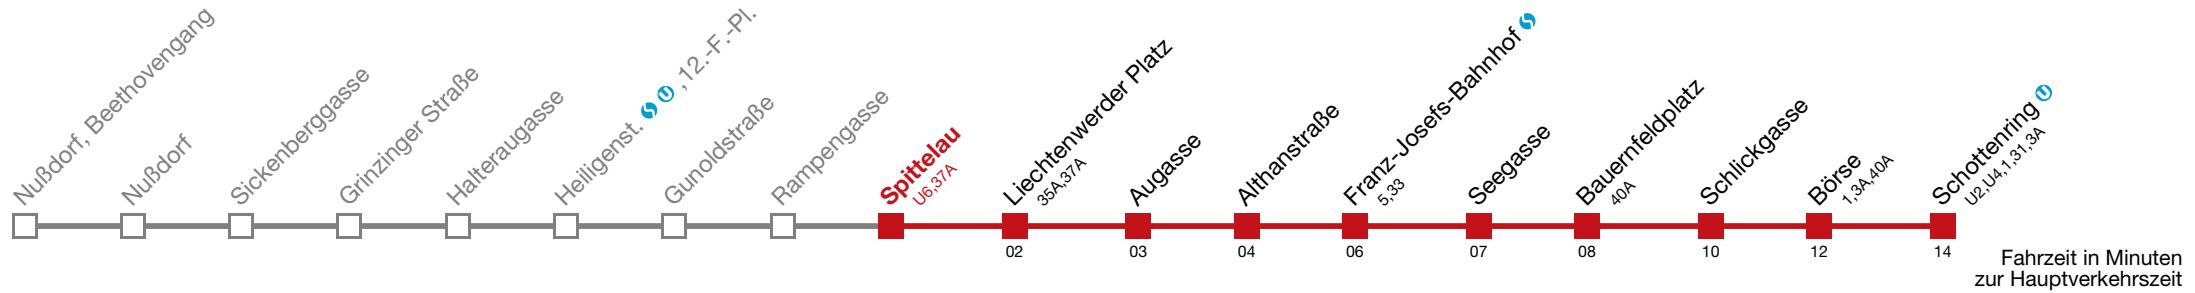 Nußdorf, Beethovengang
Nußdorf
Sickenberggasse
Grinzinger Straße
Halteraugasse
Heiligenst. S U , 12.-F.-Pl.
Gunoldstraße
Rampengasse
Spittelau
U6,37A
Liechtenwerder Platz
35A,37A
02
Augasse
03
Althanstraße
04
Franz-Josefs-Bahnhof S
5,33
06
Seegasse
07
Bauernfeldplatz
40A
08
Schlickgasse
10
Börse
1,3A,40A
12
Schottenring U
U2,U4,1,31,3A
14
Fahrzeit in Minuten
zur Hauptverkehrszeit